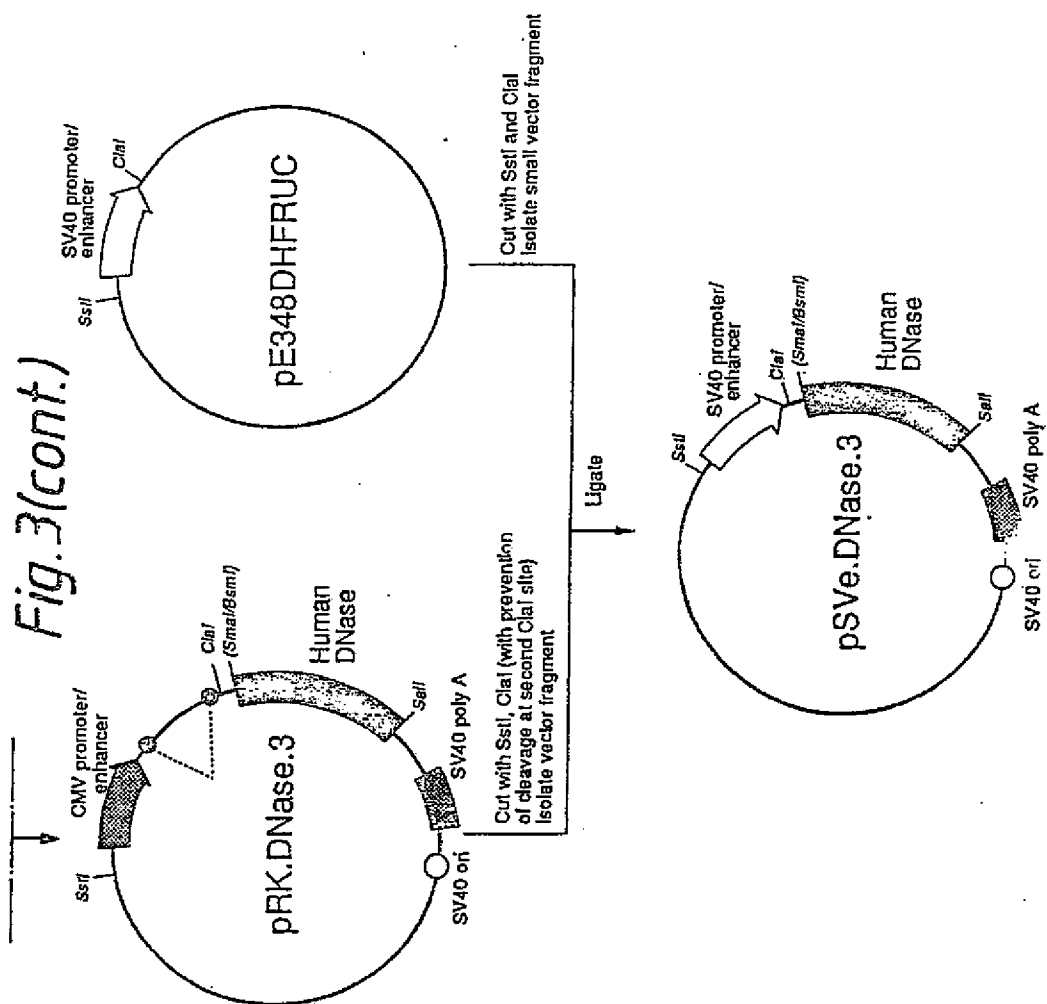 Fig.3(cont.)
CMV promoter/
enhancer
SstI
ClaI
(SmaI/BsmI)
Human
DNase
SalI
SV40 poly A
SV40 ori
pRK.DNase.3
SV40 promoter/
enhancer
SstI
ClaI
pE348DHFRUC
Cut with SstI, ClaI (with prevention
of cleavage at second ClaI site)
Isolate vector fragment
Cut with SstI and ClaI
Isolate small vector fragment
Ligate
SV40 promoter/
enhancer
SstI
ClaI
(SmaI/BsmI)
Human
DNase
SalI
SV40 poly A
SV40 ori
pSVe.DNase.3